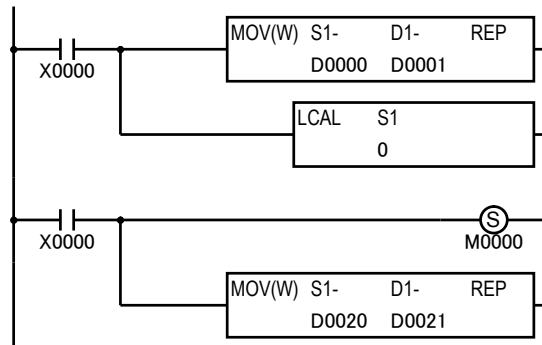 MOV(W) S1- D1- REP
D0000 D0001
X0000
LCAL S1
0
S
X0000
M0000
MOV(W) S1- D1- REP
D0020 D0021